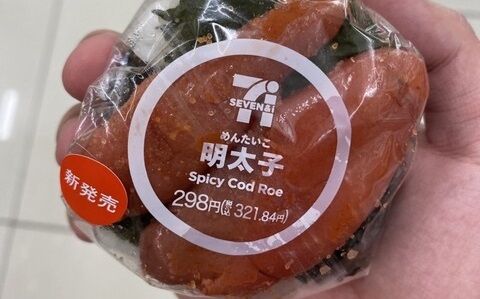 7
SEVEN&i
めんたいこ
明太子
Spicy Cod Roe
298円(税込321.84円)
新発売